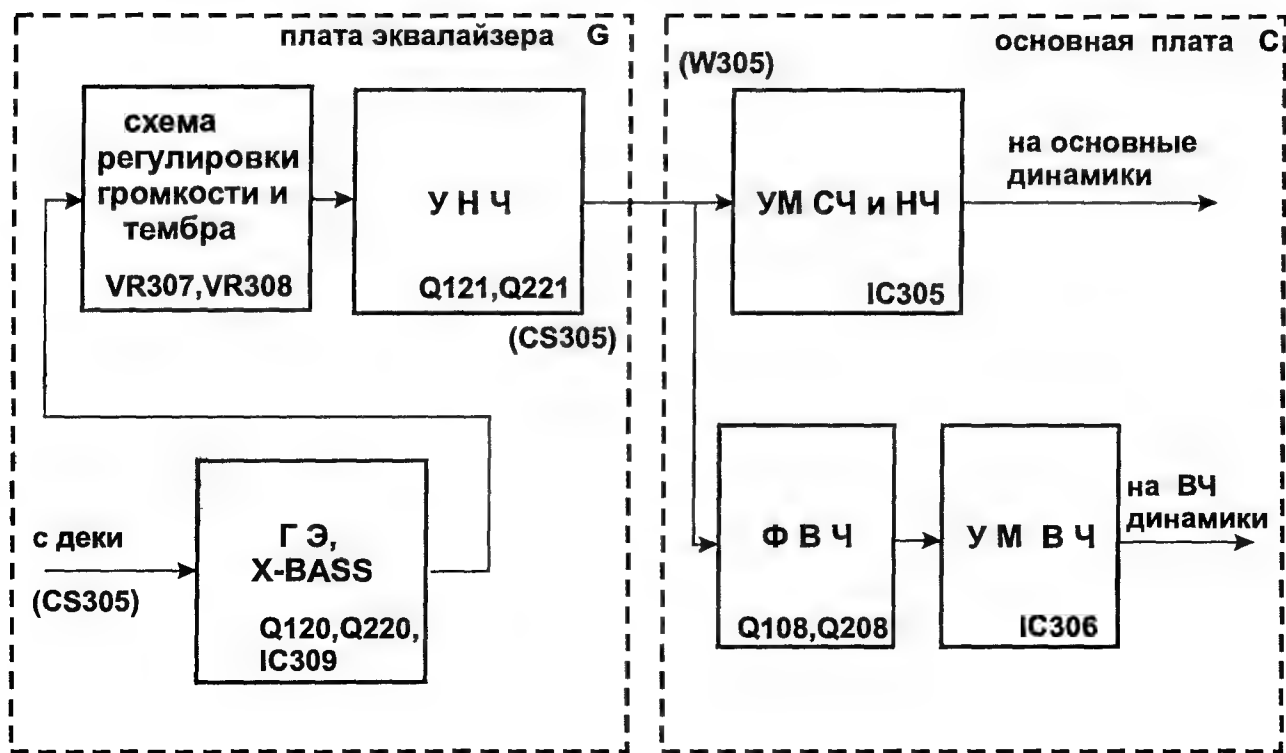 плата эквалайзера G
схема
регулировки
громкости и
тембра
VR307,VR308
У Н Ч
Q121,Q221
(CS305)
с деки
(CS305)
Г Э,
X-BASS
Q120,Q220,
IC309
основная плата C
(W305)
УМ СЧ и НЧ
IC305
на основные
динамики
Ф В Ч
Q108,Q208
У М В Ч
IC306
на ВЧ
динамики